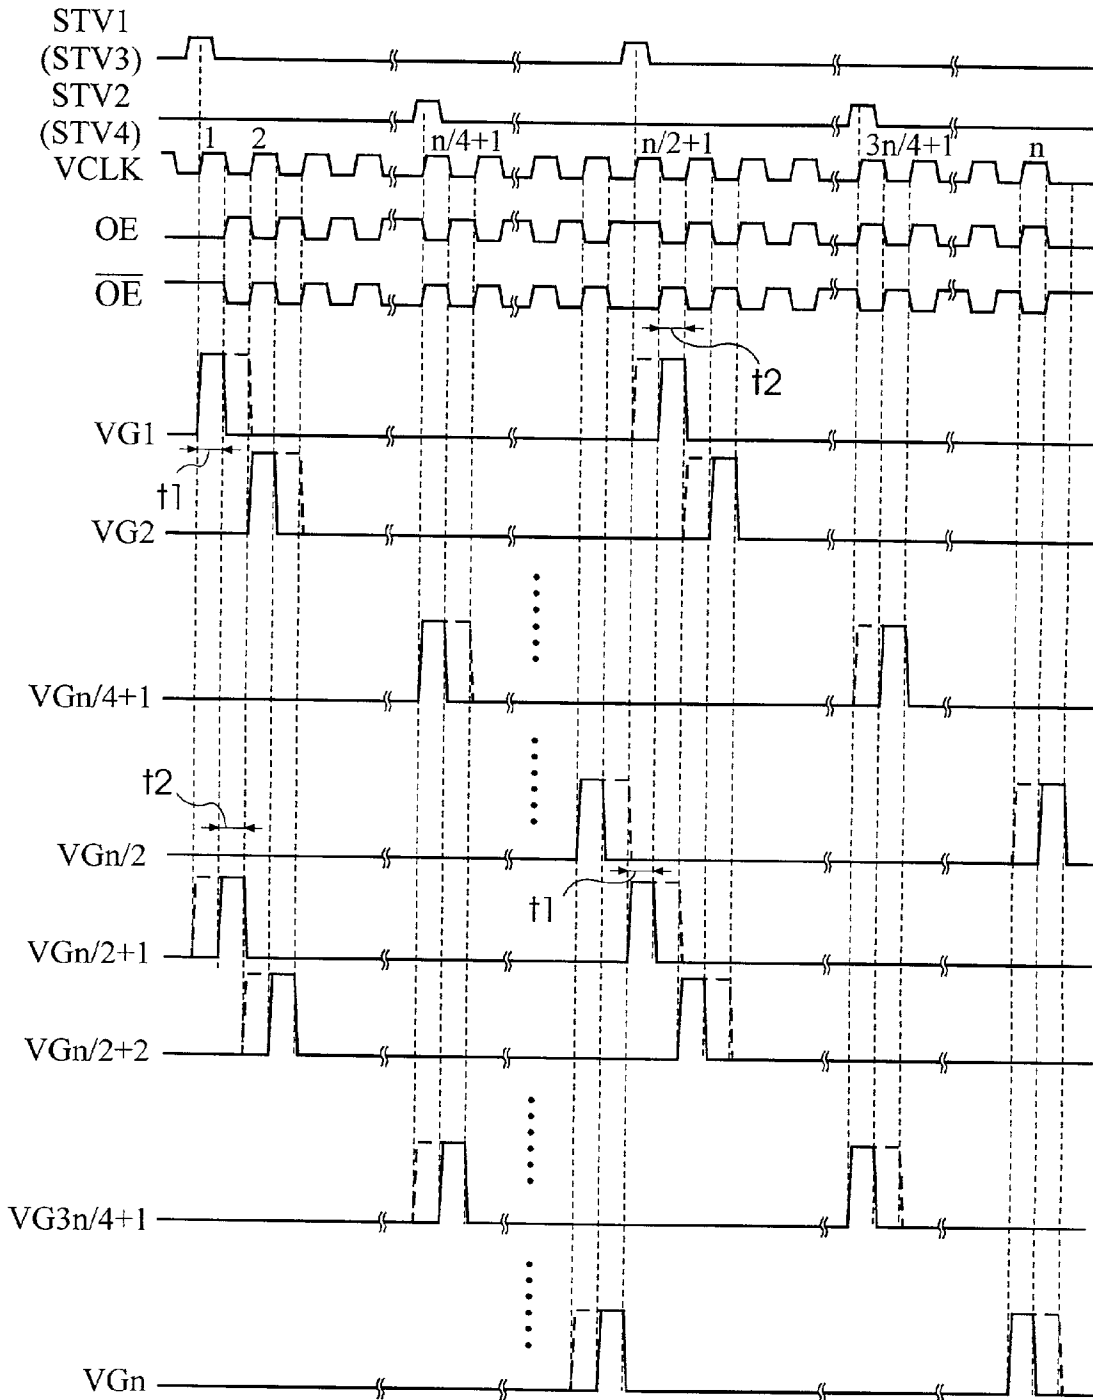 STV1
(STV3)
STV2
(STV4)
1 2 n/4+1 n/2+1 3n/4+1 n
VCLK
OE
OE
t2
VG1
t1
VG2
VGn/4+1
t2
VGn/2
t1
VGn/2+1
VGn/2+2
VG3n/4+1
VGn